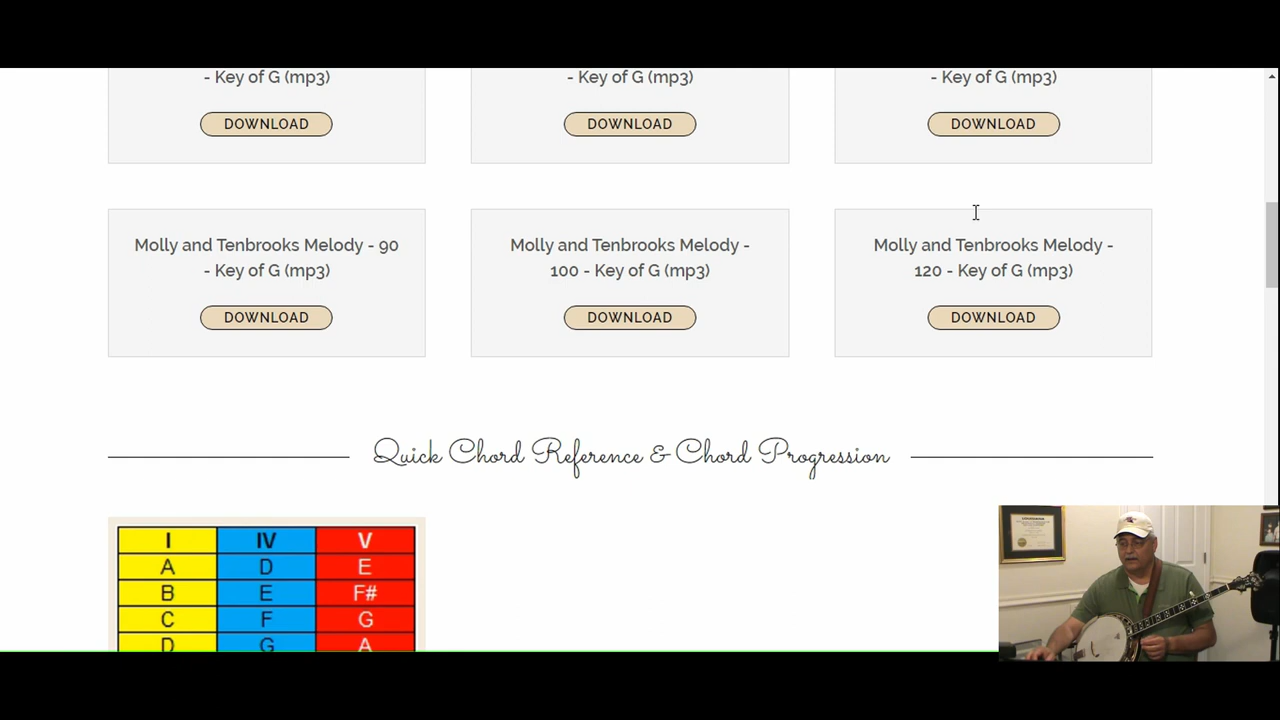 - Key of G (mp3)
- Key of G (mp3)
- Key of G (mp3)
DOWNLOAD
DOWNLOAD
DOWNLOAD
Molly and Tenbrooks Melody - 90
- Key of G (mp3)
DOWNLOAD
Molly and Tenbrooks Melody -
100 - Key of G (mp3)
DOWNLOAD
Molly and Tenbrooks Melody -
120 - Key of G (mp3)
DOWNLOAD
Quick Chord Reference & Chord Progression
I IV V
A D E
B E F#
C F G
D G A